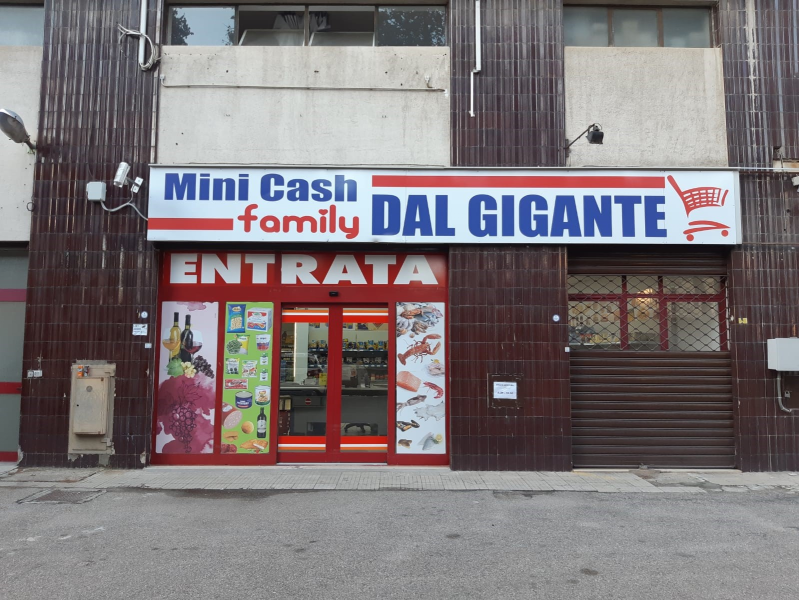 Mini Cash
family
DAL GIGANTE
ENTRATA